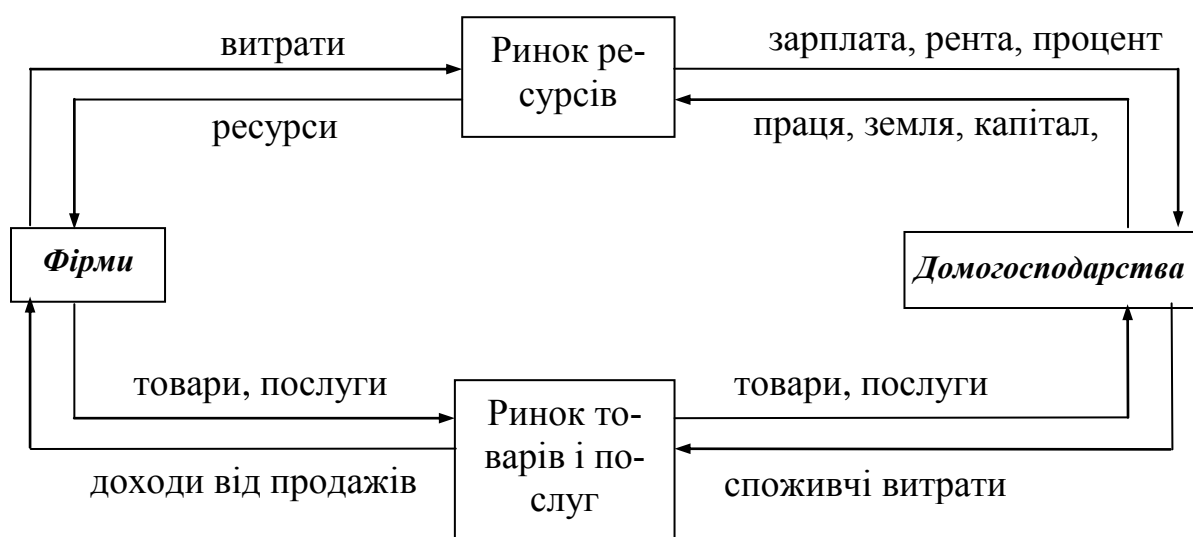 витрати
Ринок ре-
сурсів
зарплата, рента, процент
ресурси
праця, земля, капітал,
Фірми
Домогосподарства
товари, послуги
Ринок то-
варів і по-
слуг
товари, послуги
доходи від продажів
споживчі витрати